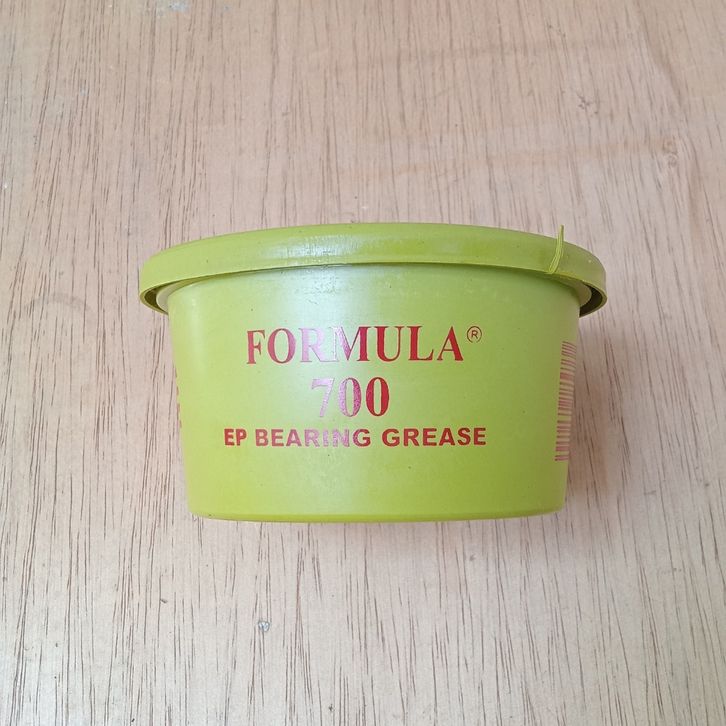 FORMULA®
700
EP BEARING GREASE